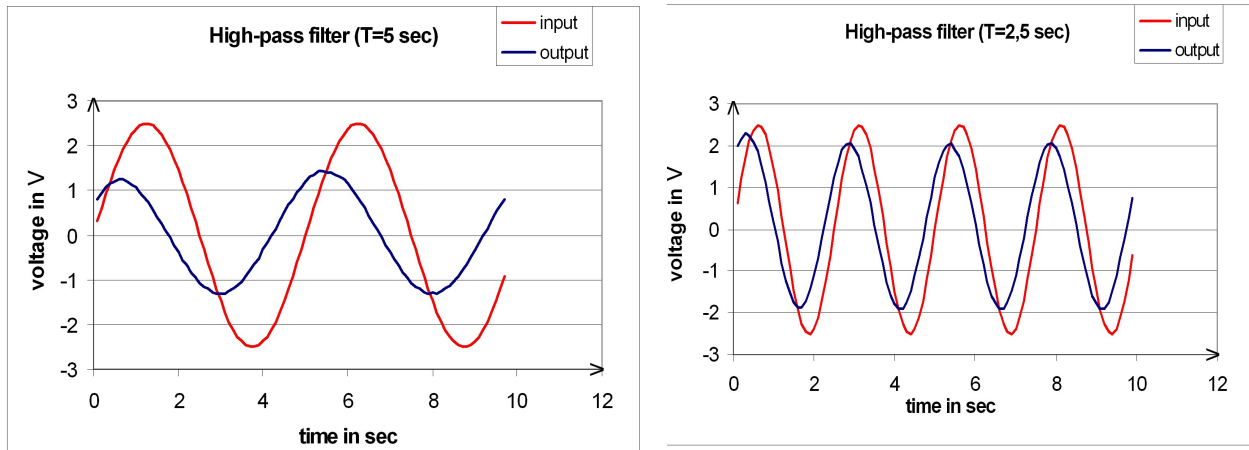 High-pass filter (T=5 sec)
input
output
voltage in V
3
2
1
0
-1
-2
-3
0 2 4 6 8 10 12
time in sec
High-pass filter (T=2,5 sec)
input
output
voltage in V
3
2
1
0
-1
-2
-3
0 2 4 6 8 10 12
time in sec